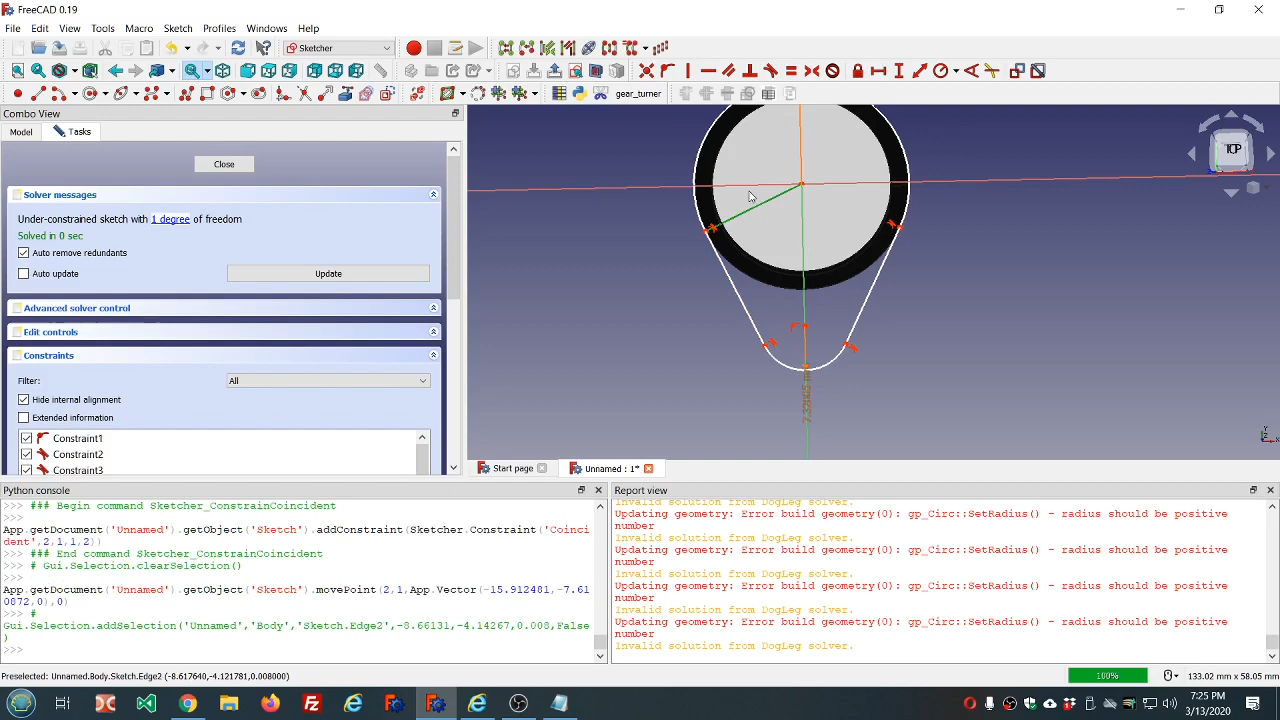 FreeCAD 0.19
File Edit View Tools Macro Sketch Profiles Windows Help
Sketcher
gear_turner
Combo View
Model Tasks
Close
Solver messages
Under-constrained sketch with 1 degree of freedom
Solved in 0 sec
Auto remove redundants
Auto update Update
Advanced solver control
Edit controls
Constraints
Filter: All
Hide internal alignment
Extended information
Constraint1
Constraint2
Constraint3
TOP
Start page Unnamed : 1*
Python console
>>> ### Begin command Sketcher_ConstrainCoincident
>>>
App.getDocument('Unnamed').getObject('Sketch').addConstraint(Sketcher.Constraint('Coinci
dent',2,1,1,2))
>>> ### End command Sketcher_ConstrainCoincident
>>> # Gui.Selection.clearSelection()
>>>
App.getDocument('Unnamed').getObject('Sketch').movePoint(2,1,App.Vector(-15.912481,-7.61
0872,0),0)
>>> #
Gui.Selection.addSelection('Unnamed','Body','Sketch.Edge2',-8.66131,-4.14267,0.008,False
)
>>>
Report view
Invalid solution from DogLeg solver.
Updating geometry: Error build geometry(0): gp_Circ::SetRadius() - radius should be positive
number
Invalid solution from DogLeg solver.
Updating geometry: Error build geometry(0): gp_Circ::SetRadius() - radius should be positive
number
Invalid solution from DogLeg solver.
Updating geometry: Error build geometry(0): gp_Circ::SetRadius() - radius should be positive
number
Invalid solution from DogLeg solver.
Updating geometry: Error build geometry(0): gp_Circ::SetRadius() - radius should be positive
number
Invalid solution from DogLeg solver.
Preselected: Unnamed.Body.Sketch.Edge2 (-8.617640,-4.121781,0.008000)
100%
133.02 mm x 58.05 mm
7:25 PM
3/13/2020